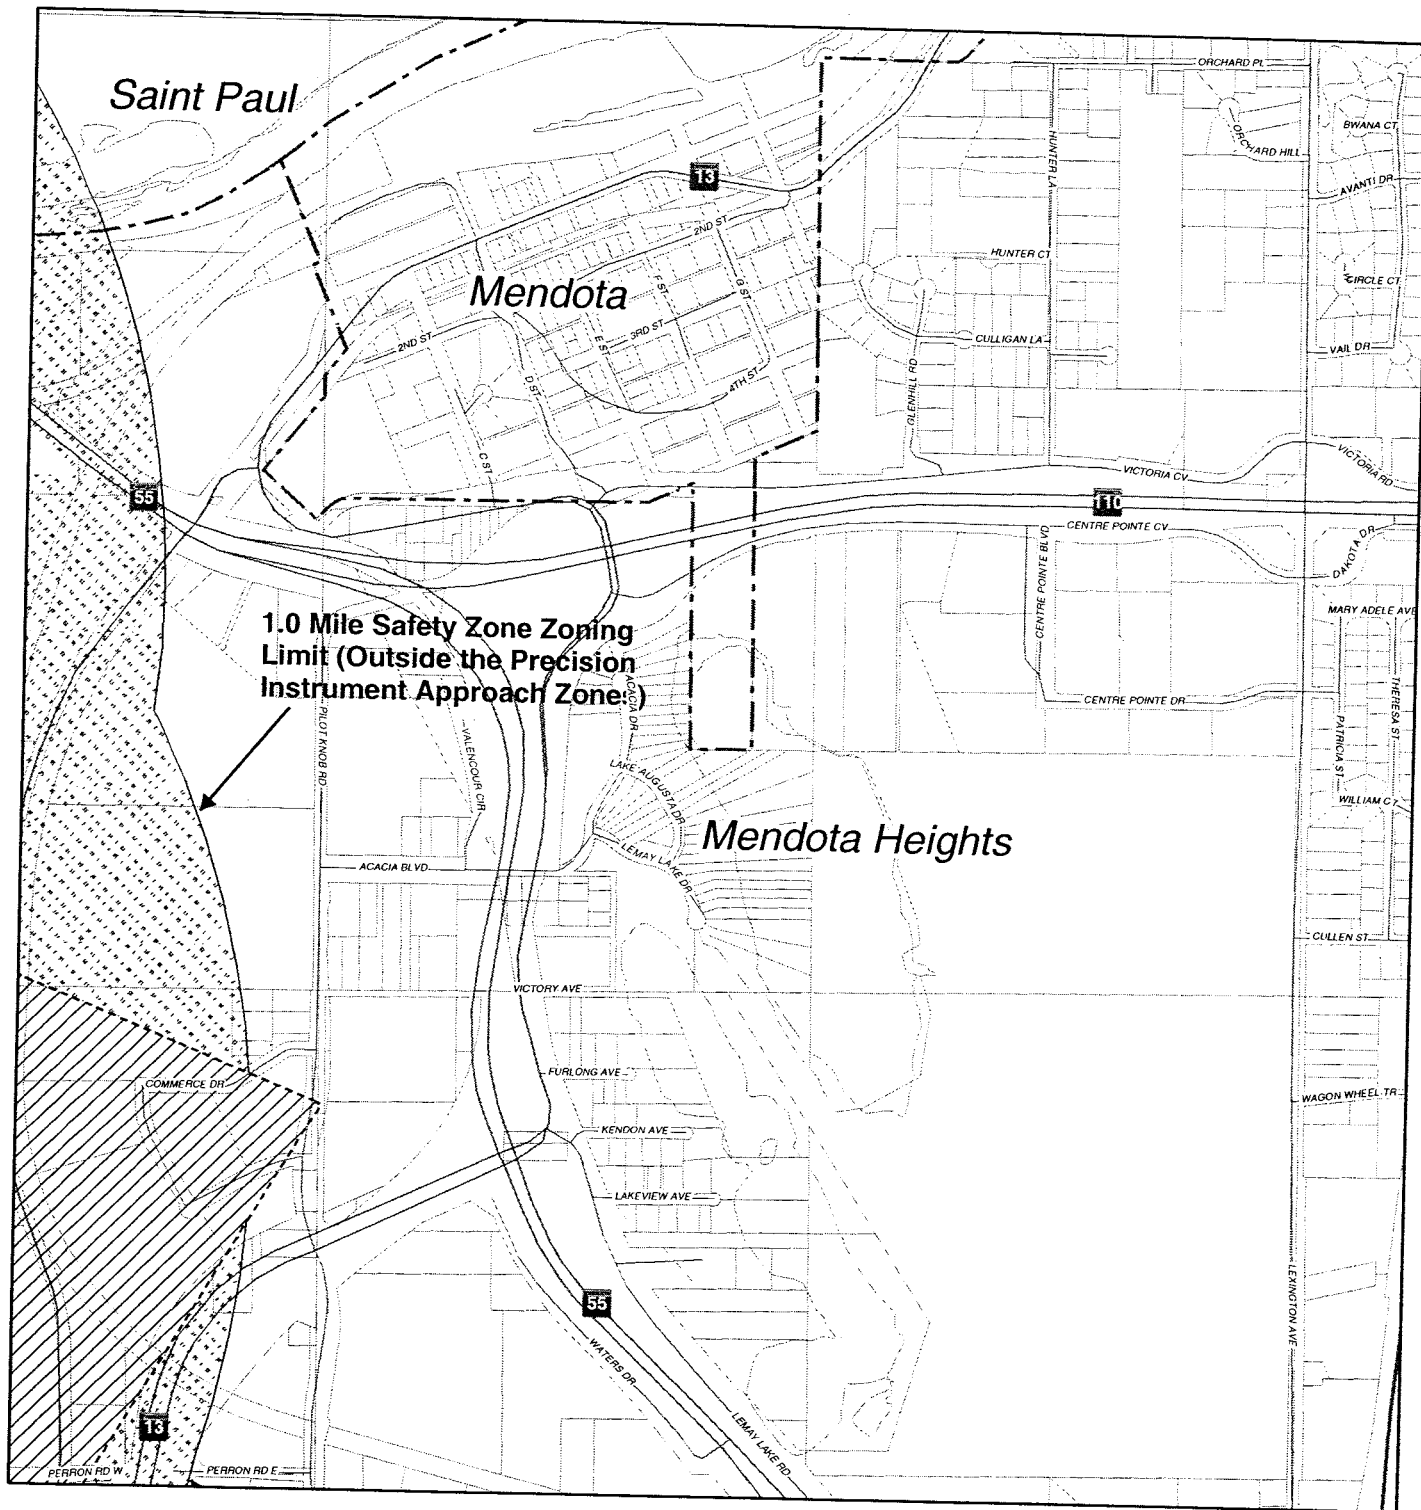 Saint Paul
ORCHARD PL
BWANA CT
ORCHARD HILL
13
HUNTER LA
AVANTI DR
2ND ST
HUNTER CT
Mendota
F ST
G ST
CIRCLE CT
2ND ST
E ST
3RD ST
CULLIGAN LA
VAIL DR
D ST
4TH ST
GLENHILL RD
C ST
VICTORIA CV
VICTORIA RD
55
110
CENTRE POINTE CV
DAKOTA DR
CENTRE POINTE BLVD
1.0 Mile Safety Zone Zoning
Limit (Outside the Precision
Instrument Approach Zones)
MARY ADELE AVE
ACACIA DR
CENTRE POINTE DR
THERESA ST
PILOT KNOB RD
VALENCOUR CIR
PATRICIA ST
LAKE AUGUSTA DR
WILLIAM CT
Mendota Heights
LEMAY LAKE DR
ACACIA BLVD
CULLEN ST
VICTORY AVE
COMMERCE DR
FURLONG AVE
WAGON WHEEL TR
KENDON AVE
LAKEVIEW AVE
55
LEXINGTON AVE
WATERS DR
13
LEMAY LAKE RD
PERRON RD W
PERRON RD E